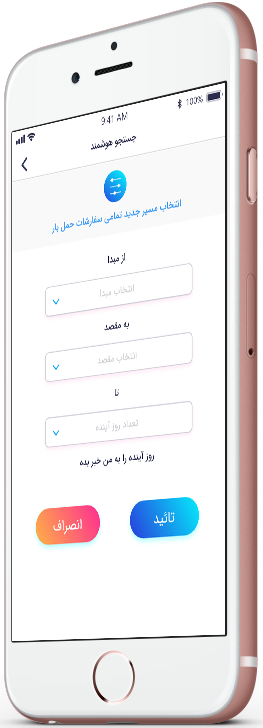 9:41 AM
100%
جستجو هوشمند
انتخاب مسیر جدید تمامی سفارشات حمل بار
از مبدا
انتخاب مبدا
به مقصد
انتخاب مقصد
تا
تعداد روز آینده
روز آینده را به من خبر بده
تائید
انصراف